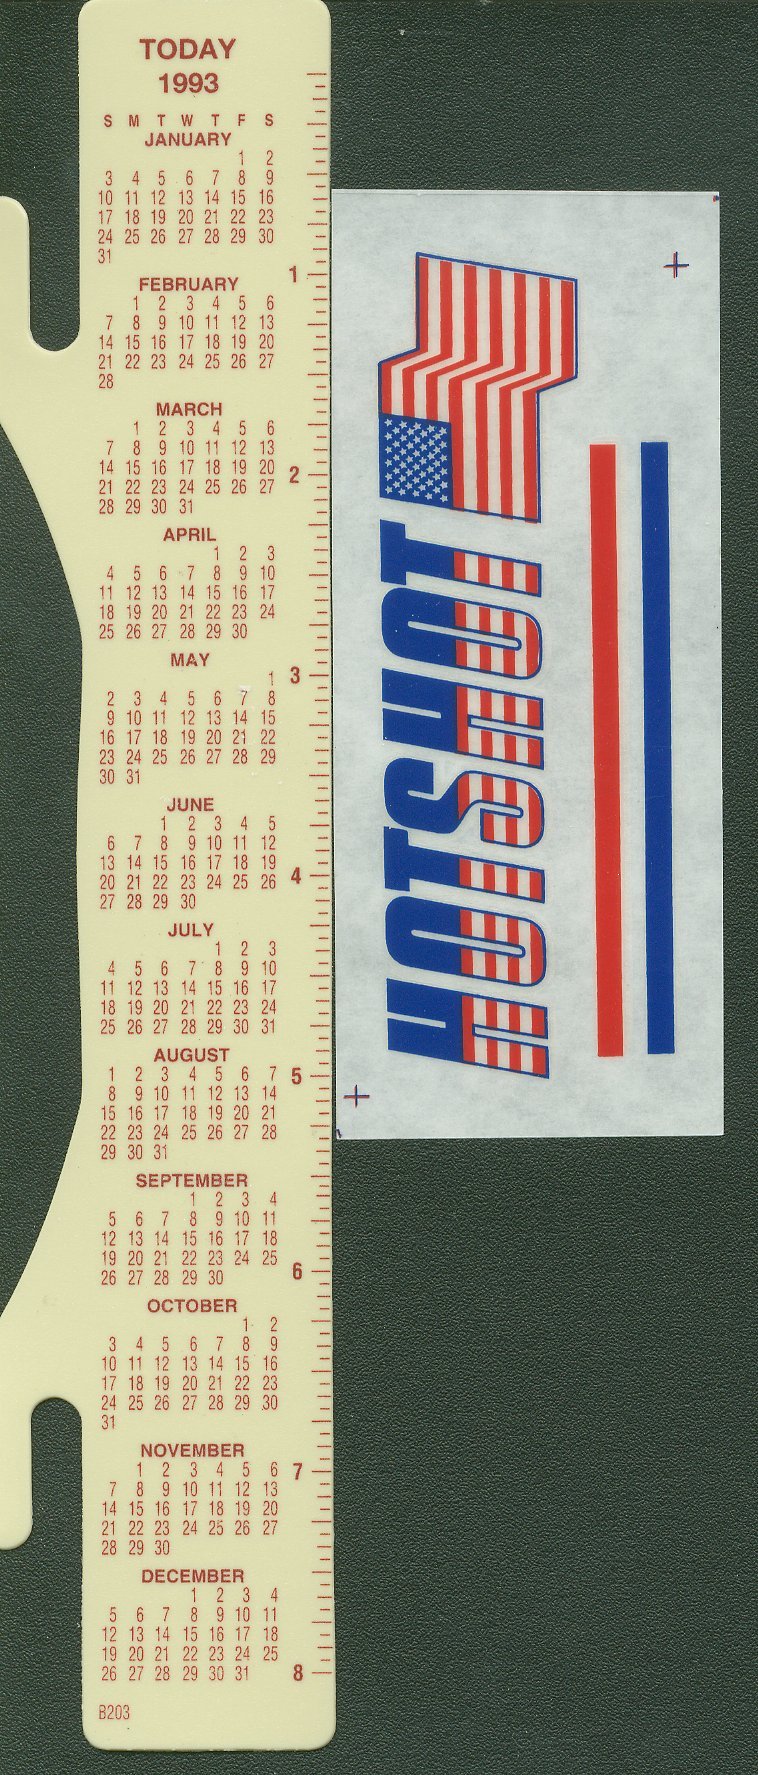 TODAY
1993
S M T W T F S
JANUARY
1 2
3 4 5 6 7 8 9
10 11 12 13 14 15 16
17 18 19 20 21 22 23
24 25 26 27 28 29 30
31
FEBRUARY
1 2 3 4 5 6
7 8 9 10 11 12 13
14 15 16 17 18 19 20
21 22 23 24 25 26 27
28
MARCH
1 2 3 4 5 6
7 8 9 10 11 12 13
14 15 16 17 18 19 20
21 22 23 24 25 26 27
28 29 30 31
APRIL
1 2 3
4 5 6 7 8 9 10
11 12 13 14 15 16 17
18 19 20 21 22 23 24
25 26 27 28 29 30
MAY
1
2 3 4 5 6 7 8
9 10 11 12 13 14 15
16 17 18 19 20 21 22
23 24 25 26 27 28 29
30 31
JUNE
1 2 3 4 5
6 7 8 9 10 11 12
13 14 15 16 17 18 19
20 21 22 23 24 25 26
27 28 29 30
JULY
1 2 3
4 5 6 7 8 9 10
11 12 13 14 15 16 17
18 19 20 21 22 23 24
25 26 27 28 29 30 31
AUGUST
1 2 3 4 5 6 7
8 9 10 11 12 13 14
15 16 17 18 19 20 21
22 23 24 25 26 27 28
29 30 31
SEPTEMBER
1 2 3 4
5 6 7 8 9 10 11
12 13 14 15 16 17 18
19 20 21 22 23 24 25
26 27 28 29 30
OCTOBER
1 2
3 4 5 6 7 8 9
10 11 12 13 14 15 16
17 18 19 20 21 22 23
24 25 26 27 28 29 30
31
NOVEMBER
1 2 3 4 5 6
7 8 9 10 11 12 13
14 15 16 17 18 19 20
21 22 23 24 25 26 27
28 29 30
DECEMBER
1 2 3 4
5 6 7 8 9 10 11
12 13 14 15 16 17 18
19 20 21 22 23 24 25
26 27 28 29 30 31
B203
1
2
3
4
5
6
7
8
HOTSHOT